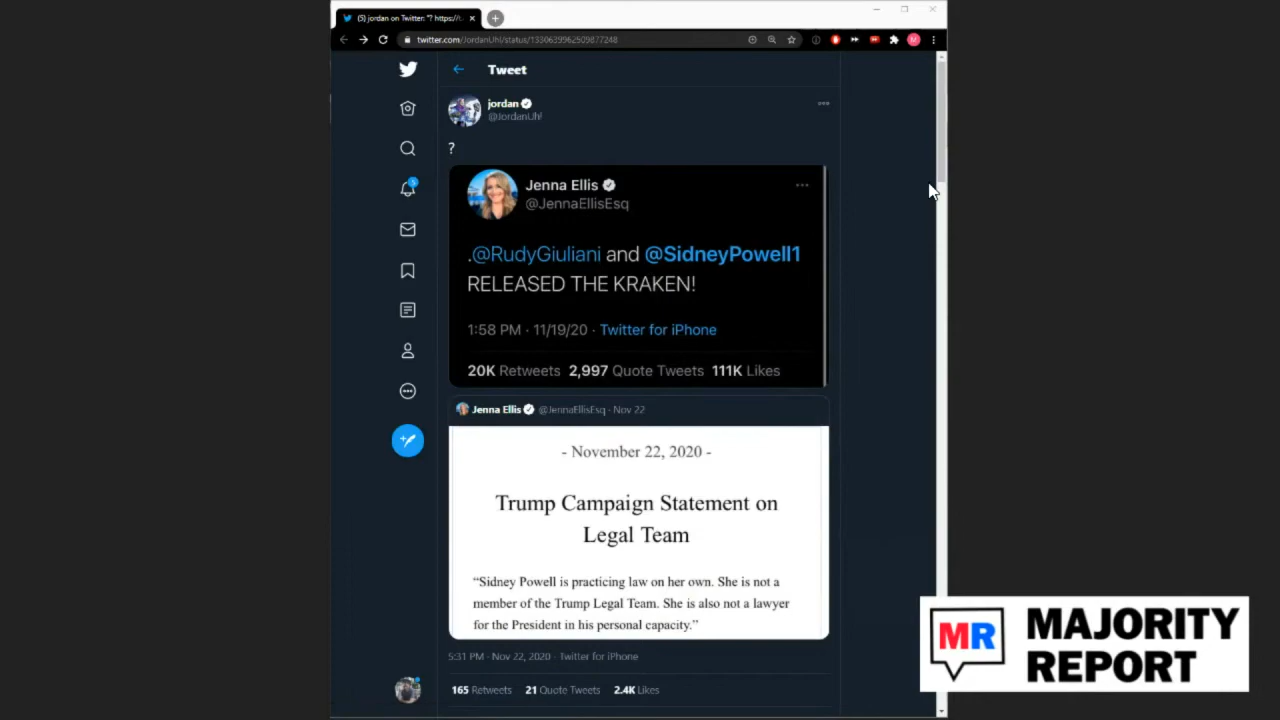 (5) jordan on Twitter: "? https://t.
twitter.com/JordanUhl/status/1330639962509877248
Tweet
jordan
@JordanUhl
?
Jenna Ellis
@JennaEllisEsq
.@RudyGiuliani and @SidneyPowell1
RELEASED THE KRAKEN!
1:58 PM · 11/19/20 · Twitter for iPhone
20K Retweets 2,997 Quote Tweets 111K Likes
Jenna Ellis @JennaEllisEsq · Nov 22
- November 22, 2020 -
Trump Campaign Statement on
Legal Team
“Sidney Powell is practicing law on her own. She is not a
member of the Trump Legal Team. She is also not a lawyer
for the President in his personal capacity.”
5:31 PM · Nov 22, 2020 · Twitter for iPhone
165 Retweets 21 Quote Tweets 2.4K Likes
MR MAJORITY
REPORT